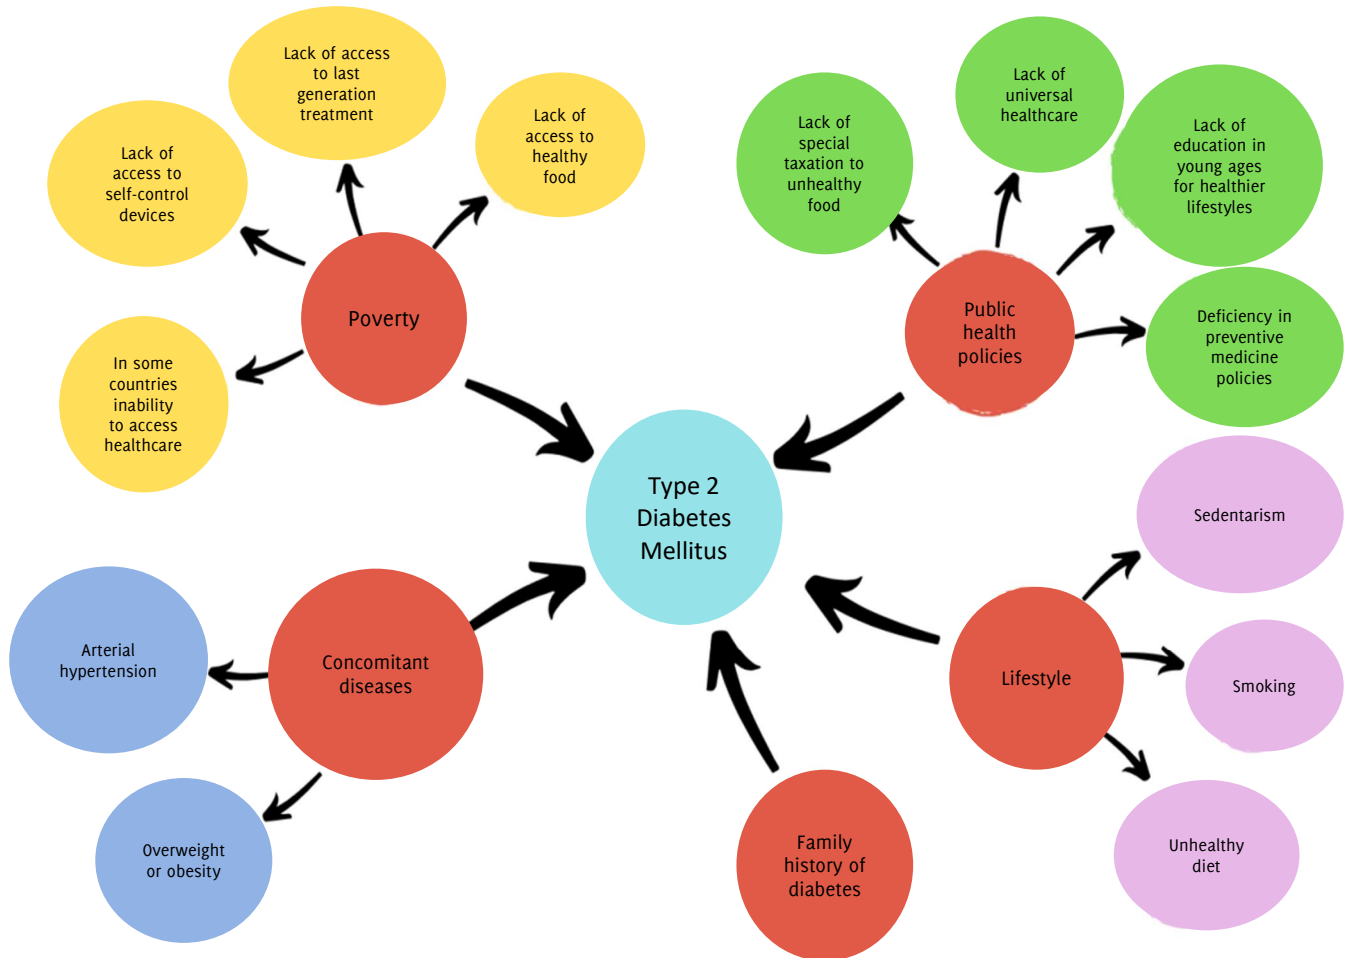 Lack of access
to last
generation
treatment
Lack of
access to
healthy
food
Lack of
access to
self-control
devices
Poverty
In some
countries
inability
to access
healthcare
Lack of
special
taxation to
unhealthy
food
Lack of
universal
healthcare
Lack of
education in
young ages
for healthier
lifestyles
Public
health
policies
Deficiency in
preventive
medicine
policies
Type 2
Diabetes
Mellitus
Arterial
hypertension
Concomitant
diseases
Overweight
or obesity
Family
history of
diabetes
Lifestyle
Sedentarism
Smoking
Unhealthy
diet